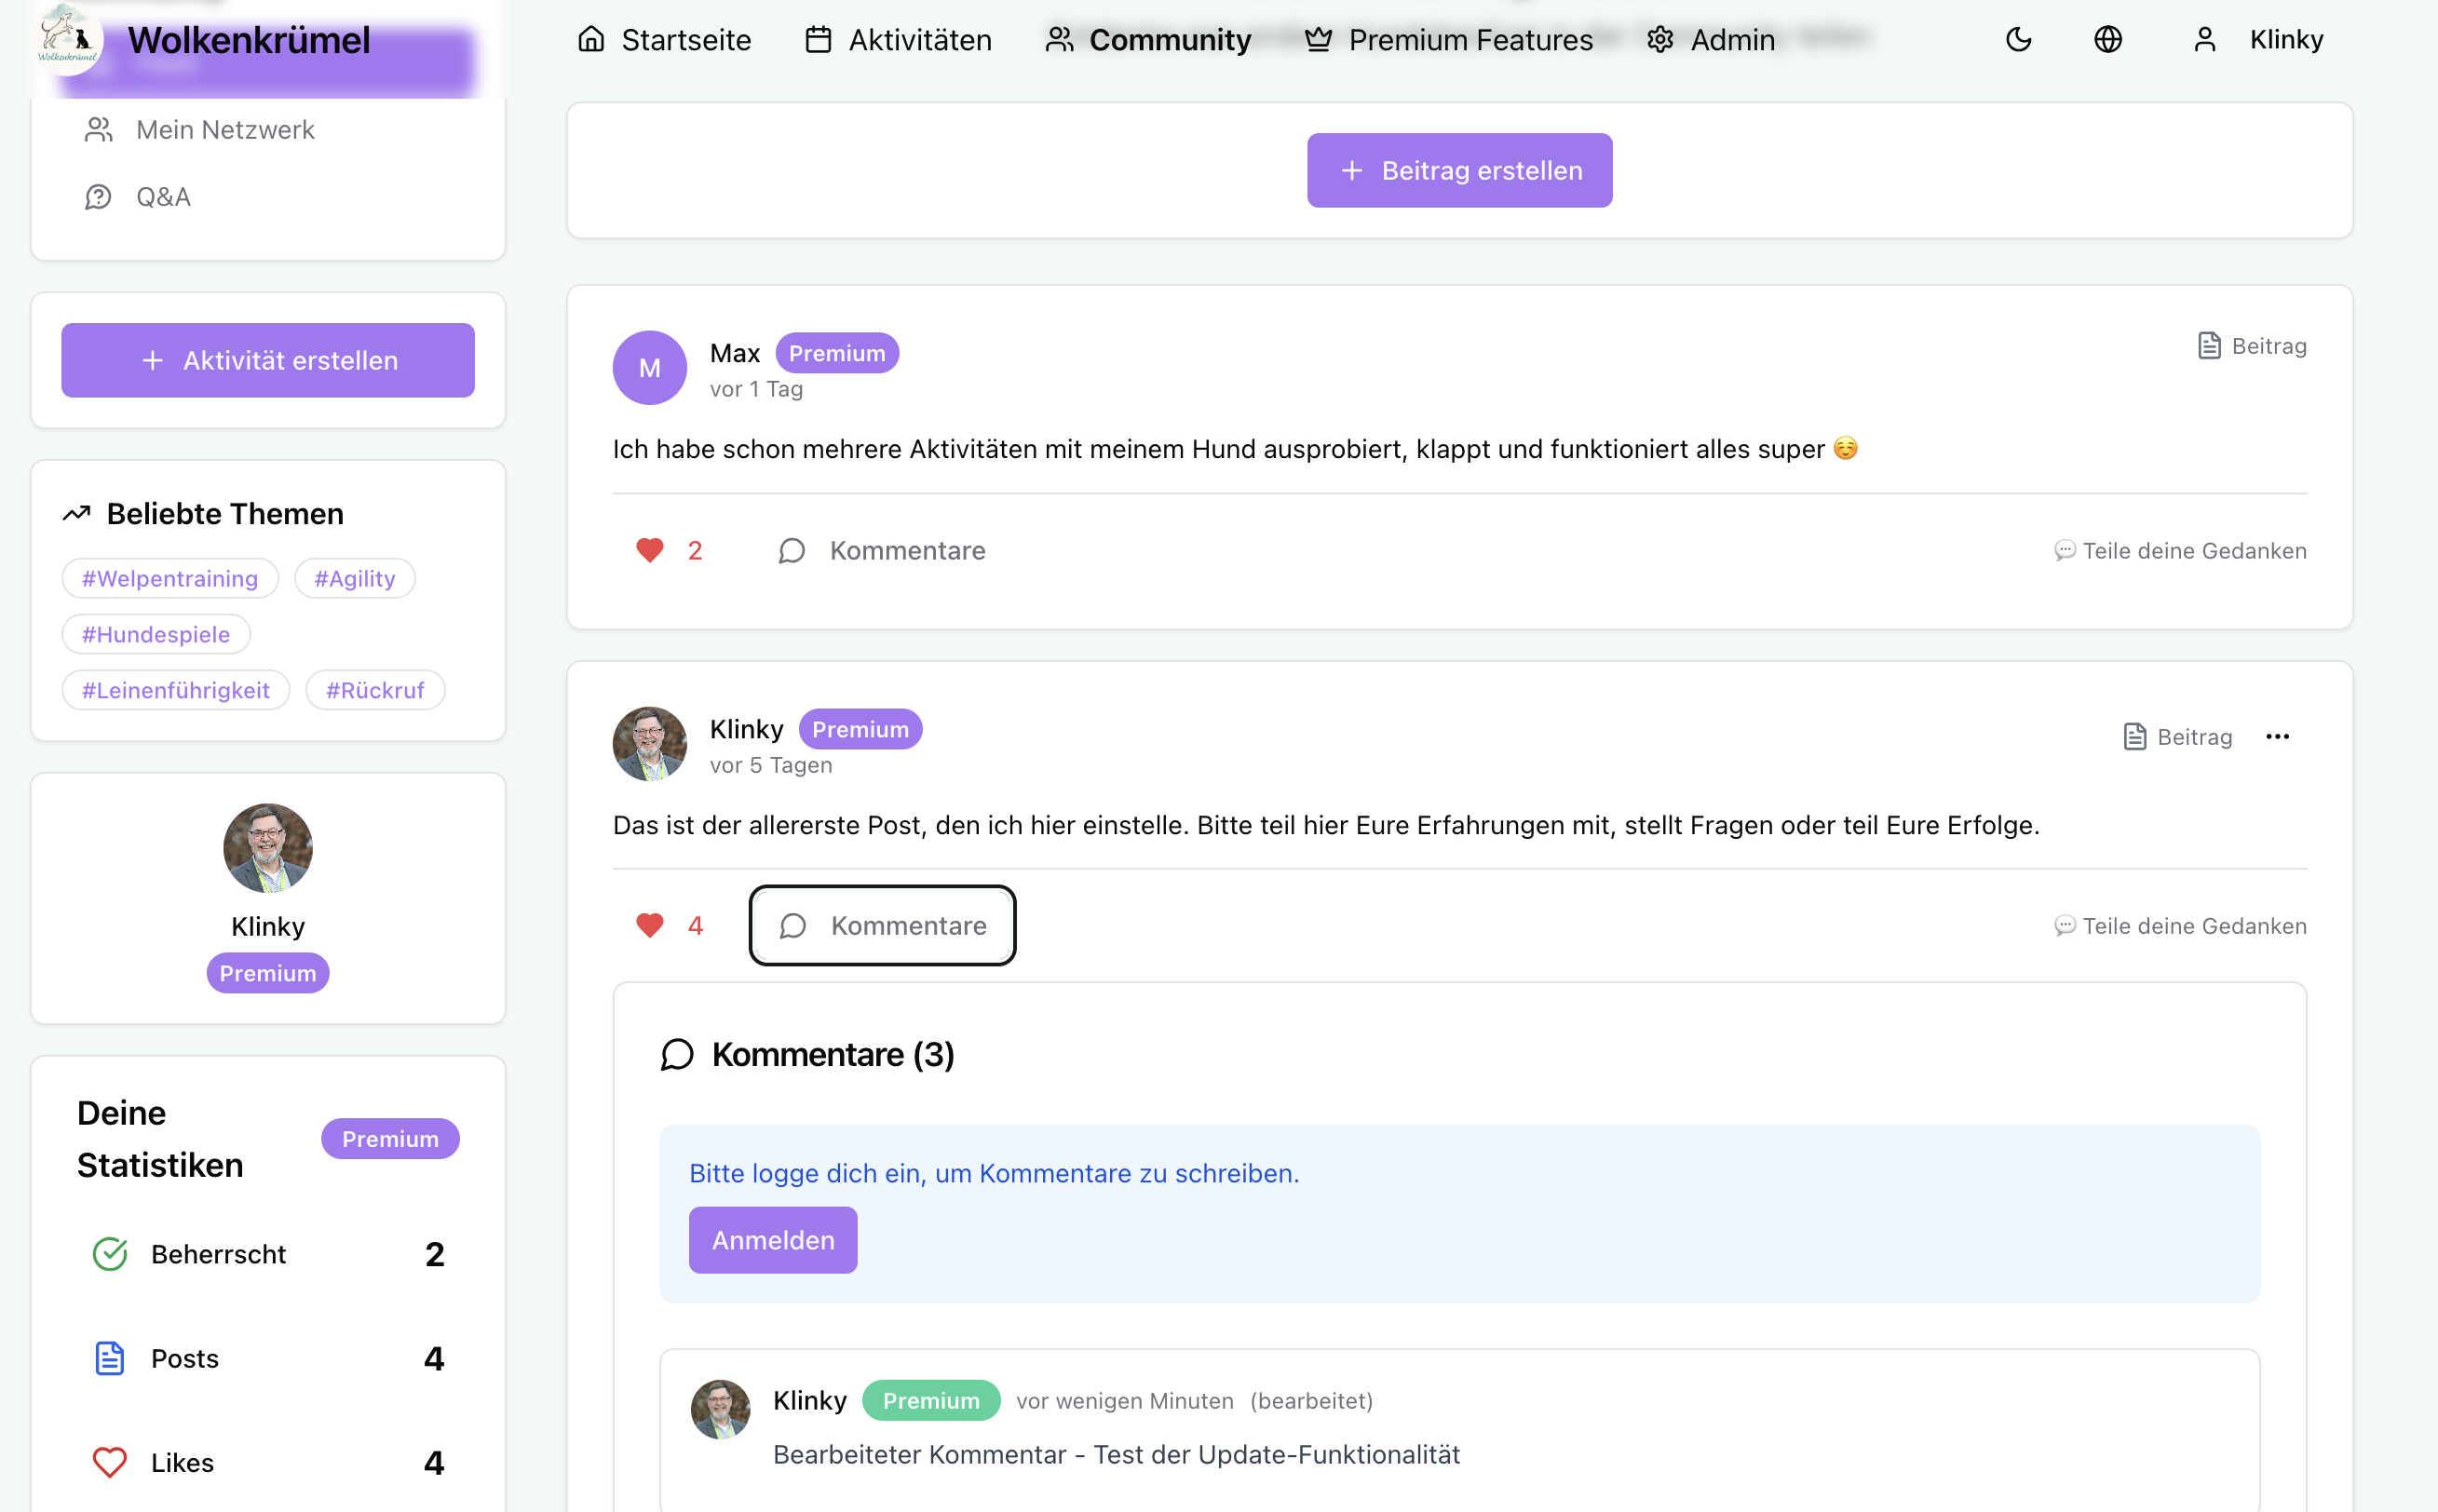 Wolkenkrümel
Wolkenkrümel
Startseite
Aktivitäten
Community
Premium Features
Admin
Klinky
Mein Netzwerk
Q&A
+ Aktivität erstellen
Beliebte Themen
#Welpentraining
#Agility
#Hundespiele
#Leinenführigkeit
#Rückruf
Klinky
Premium
Deine
Statistiken
Premium
Beherrscht 2
Posts 4
Likes 4
+ Beitrag erstellen
M
Max Premium
vor 1 Tag
Beitrag
Ich habe schon mehrere Aktivitäten mit meinem Hund ausprobiert, klappt und funktioniert alles super ☺️
2
Kommentare
💬 Teile deine Gedanken
Klinky Premium
vor 5 Tagen
Beitrag
Das ist der allererste Post, den ich hier einstelle. Bitte teil hier Eure Erfahrungen mit, stellt Fragen oder teil Eure Erfolge.
4
Kommentare
💬 Teile deine Gedanken
Kommentare (3)
Bitte logge dich ein, um Kommentare zu schreiben.
Anmelden
Klinky Premium vor wenigen Minuten (bearbeitet)
Bearbeiteter Kommentar - Test der Update-Funktionalität